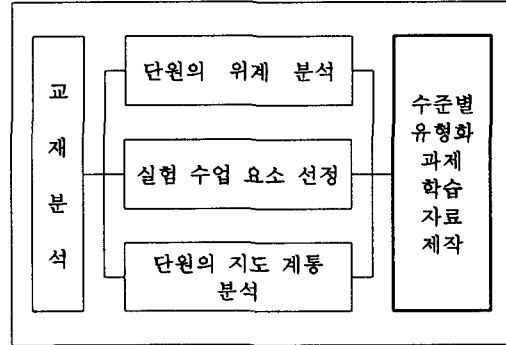 교
재
분
석
단원의 위계 분석
실험 수업 요소 선정
단원의 지도 계통
분석
수준별
유형화
과제
학습
자료
제작